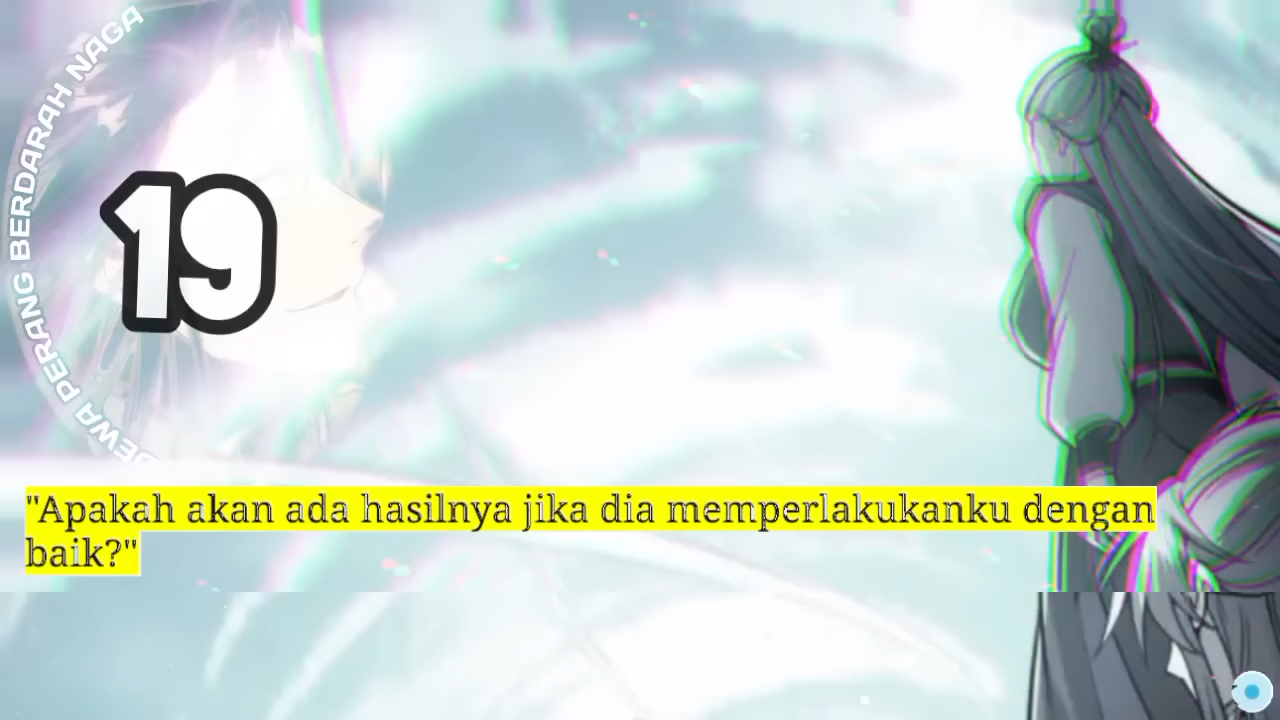 DEWA PERANG BERDARAH NAGA
19
"Apakah akan ada hasilnya jika dia memperlakukanku dengan
baik?"